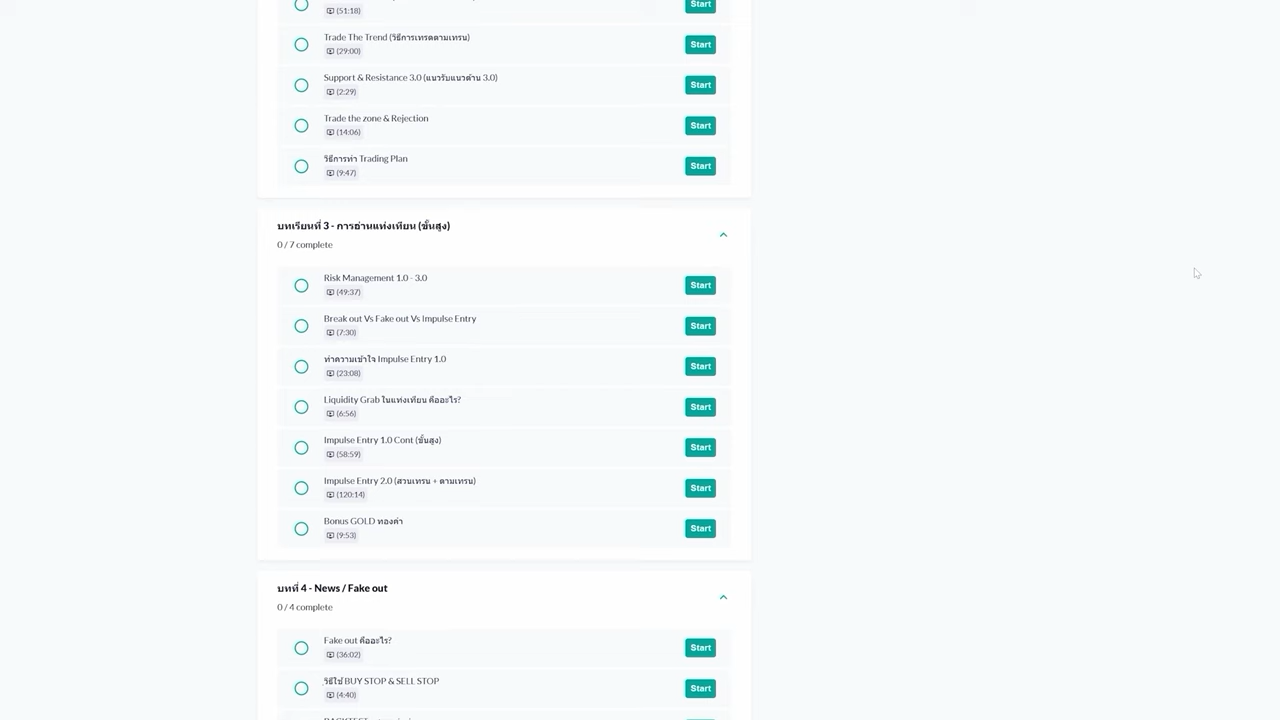 (51:18)
Start
Trade The Trend (วิธีการเทรดตามเทรน)
(29:00)
Start
Support & Resistance 3.0 (แนวรับแนวต้าน 3.0)
(2:29)
Start
Trade the zone & Rejection
(14:06)
Start
วิธีการทำ Trading Plan
(9:47)
Start
บทเรียนที่ 3 - การอ่านแท่งเทียน (ขั้นสูง)
0 / 7 complete
Risk Management 1.0 - 3.0
(49:37)
Start
Break out Vs Fake out Vs Impulse Entry
(7:30)
Start
ทำความเข้าใจ Impulse Entry 1.0
(23:08)
Start
Liquidity Grab ในแท่งเทียน คืออะไร?
(6:56)
Start
Impulse Entry 1.0 Cont (ขั้นสูง)
(58:59)
Start
Impulse Entry 2.0 (สวนเทรน + ตามเทรน)
(120:14)
Start
Bonus GOLD ทองคำ
(9:53)
Start
บทที่ 4 - News / Fake out
0 / 4 complete
Fake out คืออะไร?
(36:02)
Start
วิธีใช้ BUY STOP & SELL STOP
(4:40)
Start